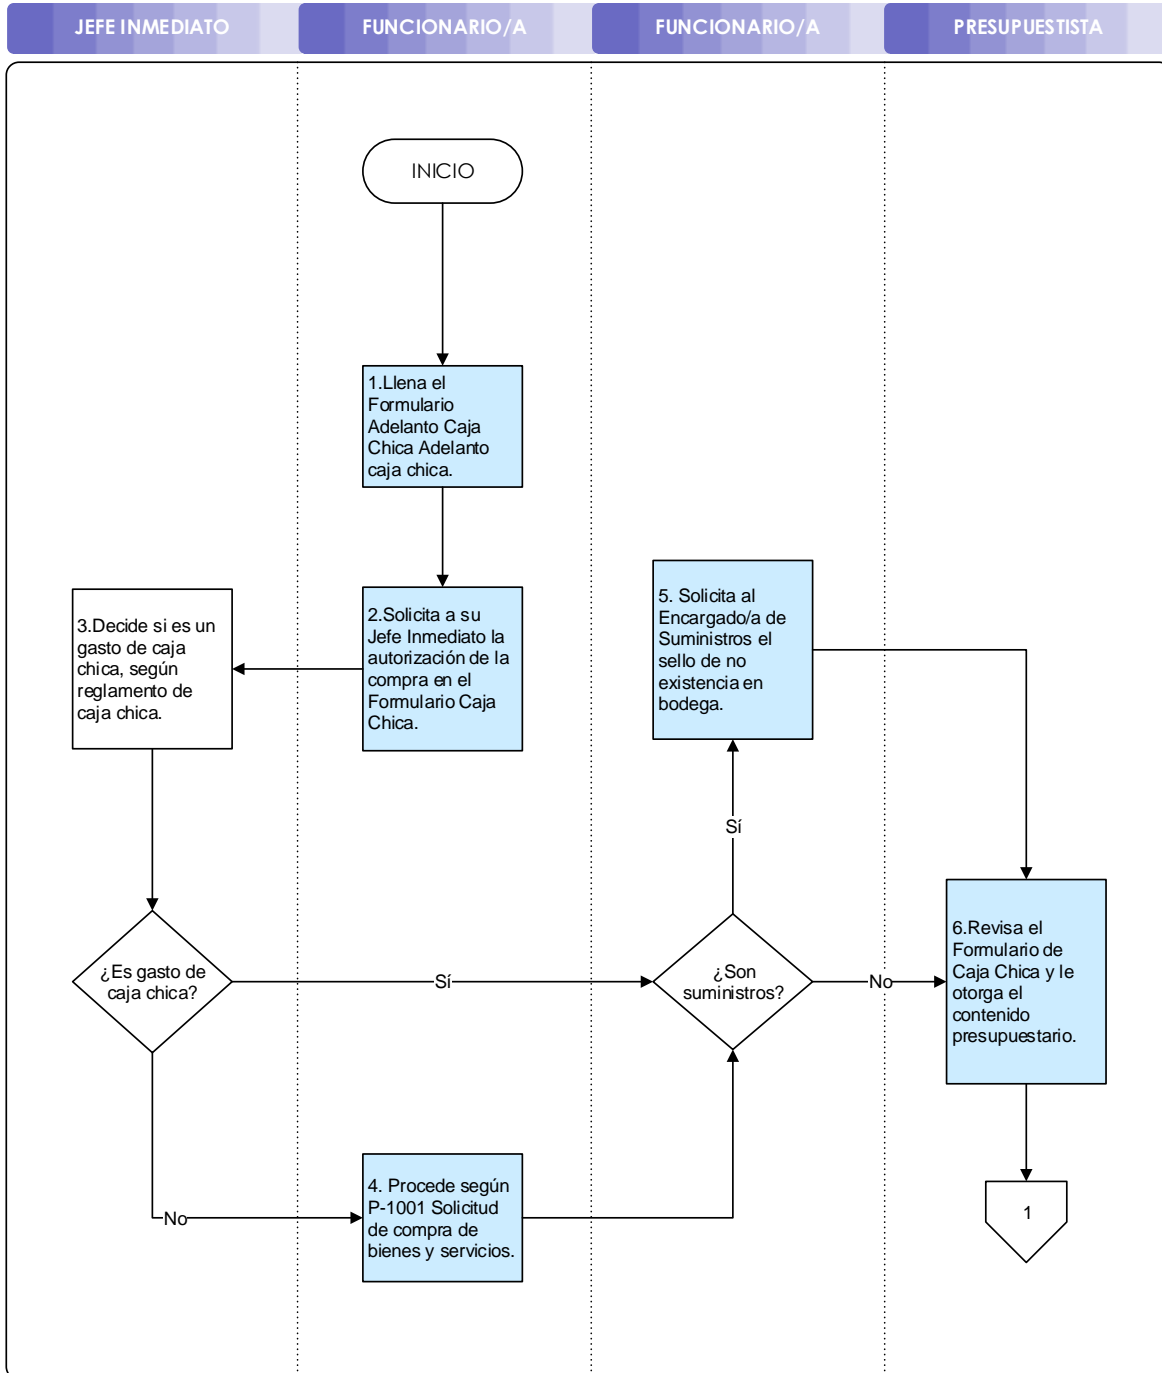 JEFE INMEDIATO
FUNCIONARIO/A
FUNCIONARIO/A
PRESUPUESTISTA
INICIO
1.Llena el
Formulario
Adelanto Caja
Chica Adelanto
caja chica.
2.Solicita a su
Jefe Inmediato la
autorización de la
compra en el
Formulario Caja
Chica.
3.Decide si es un
gasto de caja
chica, según
reglamento de
caja chica.
5. Solicita al
Encargado/a de
Suministros el
sello de no
existencia en
bodega.
Sí
¿Es gasto de
caja chica?
Sí
¿Son
suministros?
No
6.Revisa el
Formulario de
Caja Chica y le
otorga el
contenido
presupuestario.
No
4. Procede según
P-1001 Solicitud
de compra de
bienes y servicios.
1